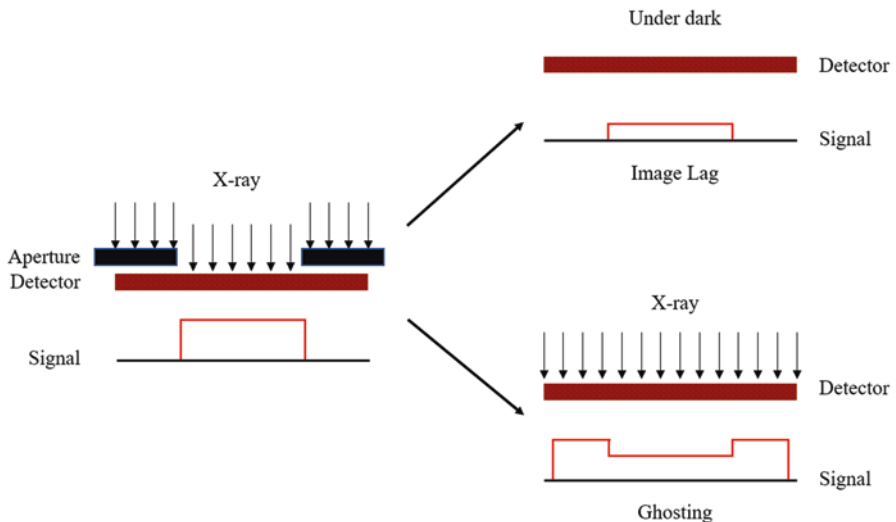 X-ray
Aperture
Detector
Signal
Under dark
Detector
Signal
Image Lag
X-ray
Detector
Signal
Ghosting